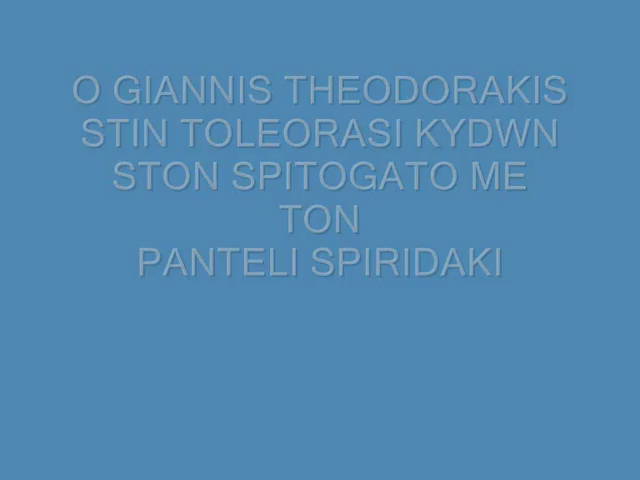 O GIANNIS THEODORAKIS
STIN TOLEORASI KYDWN
STON SPITOGATO ME
TON
PANTELI SPIRIDAKI